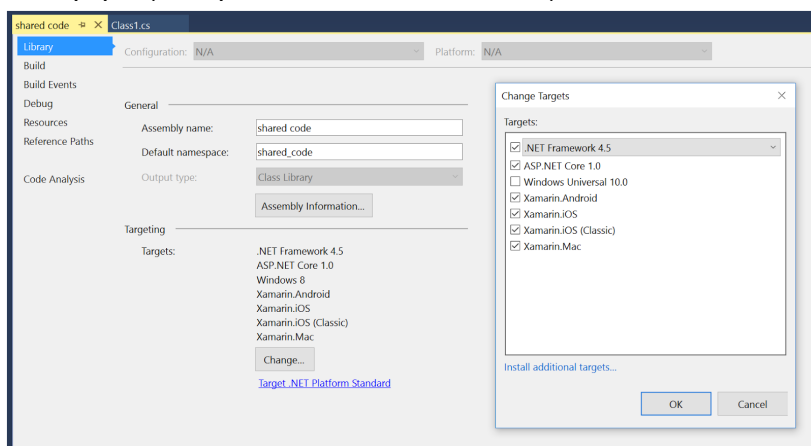 shared code Class1.cs
Library
Build
Build Events
Debug
Resources
Reference Paths
Code Analysis
Configuration: N/A Platform: N/A
General
Assembly name: shared code
Default namespace: shared_code
Output type: Class Library
Assembly Information...
Targeting
Targets: .NET Framework 4.5
ASP.NET Core 1.0
Windows 8
Xamarin.Android
Xamarin.iOS
Xamarin.iOS (Classic)
Xamarin.Mac
Change...
Target .NET Platform Standard
Change Targets
Targets:
.NET Framework 4.5
ASP.NET Core 1.0
Windows Universal 10.0
Xamarin.Android
Xamarin.iOS
Xamarin.iOS (Classic)
Xamarin.Mac
Install additional targets...
OK Cancel